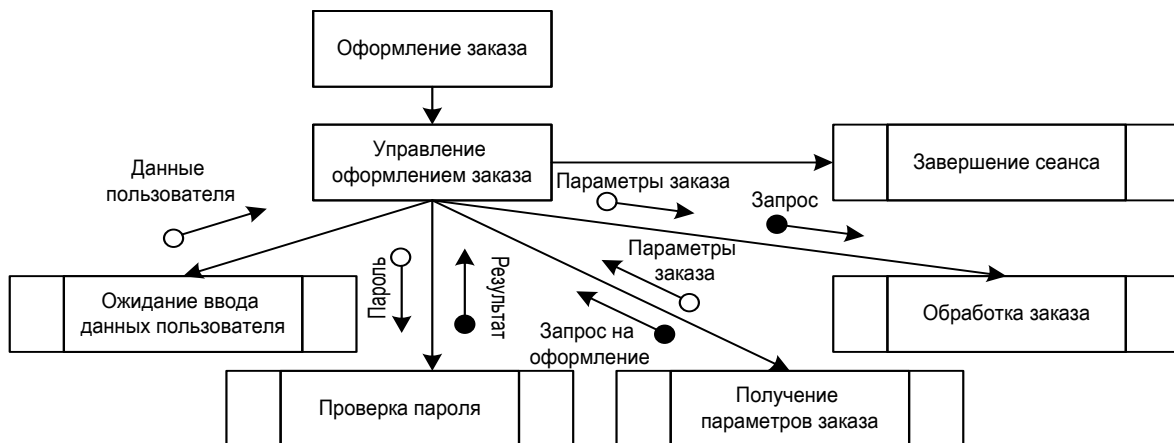 Оформление заказа
Управление
оформлением заказа
Завершение сеанса
Данные
пользователя
Параметры заказа
Запрос
Параметры
заказа
Пароль
Результат
Ожидание ввода
данных пользователя
Обработка заказа
Запрос на
оформление
Проверка пароля
Получение
параметров заказа